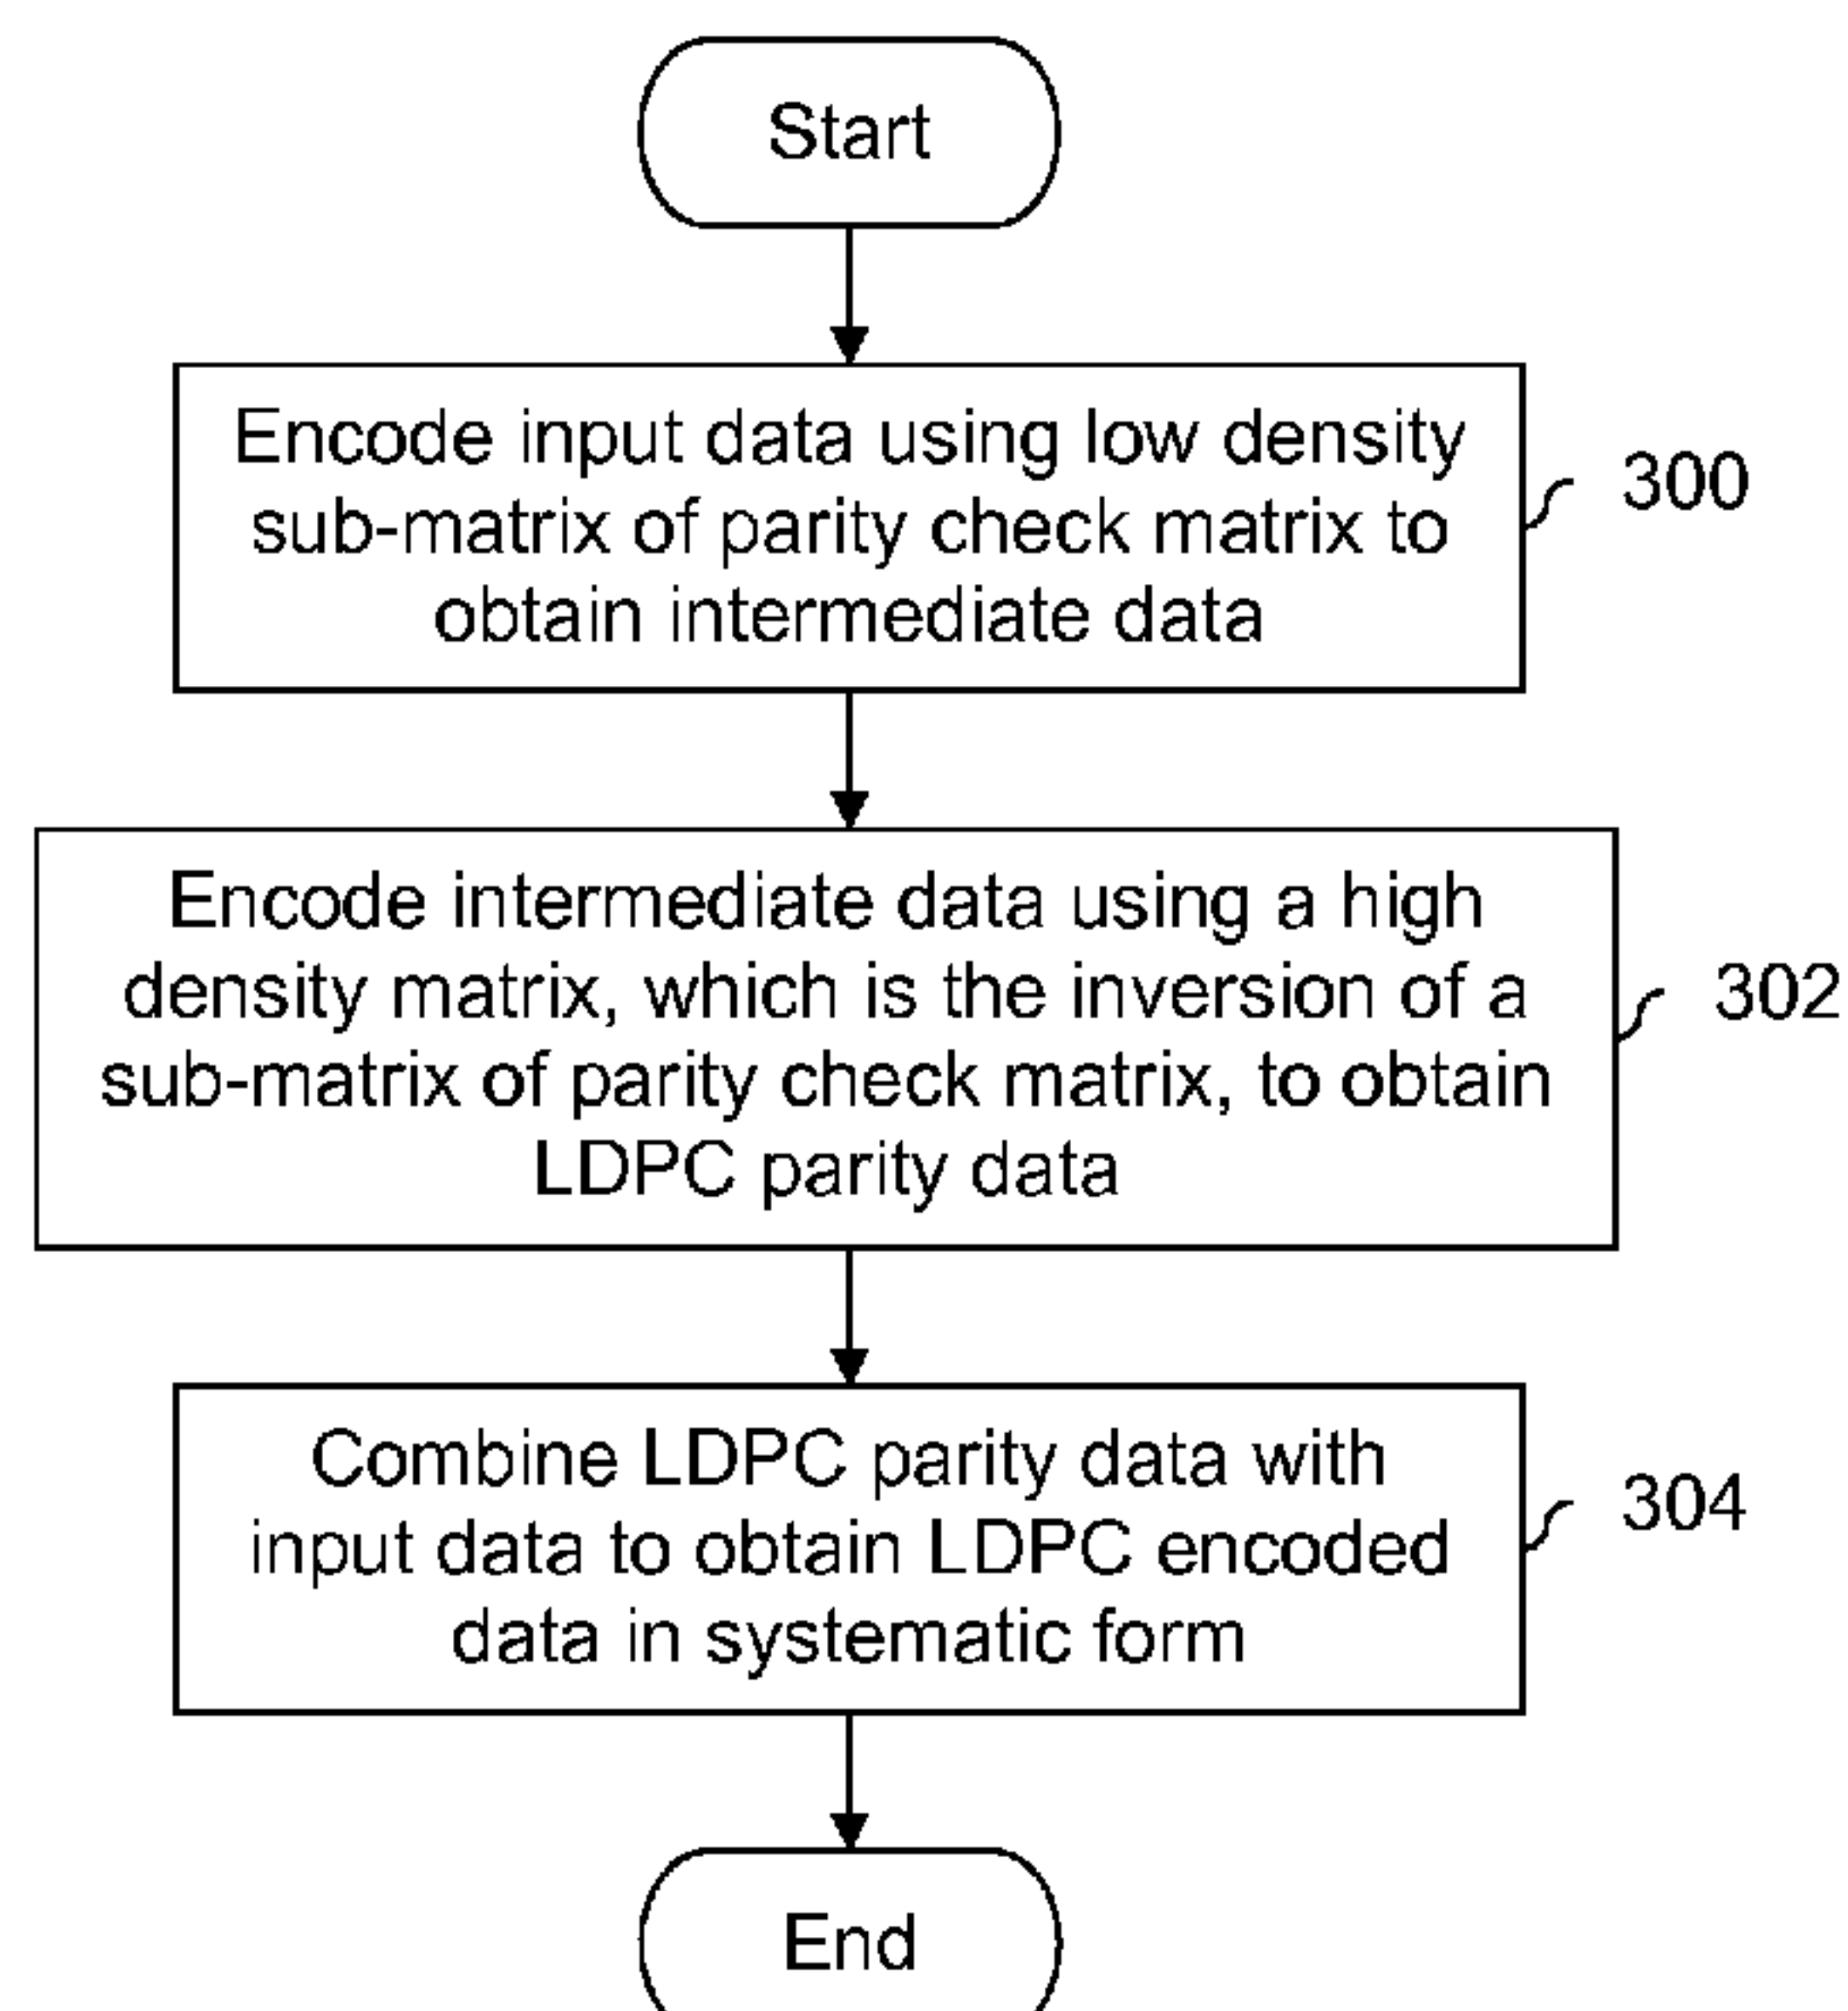 Start
Encode input data using low density
sub-matrix of parity check matrix to
obtain intermediate data
300
Encode intermediate data using a high
density matrix, which is the inversion of a
sub-matrix of parity check matrix, to obtain
LDPC parity data
302
Combine LDPC parity data with
input data to obtain LDPC encoded
data in systematic form
304
End